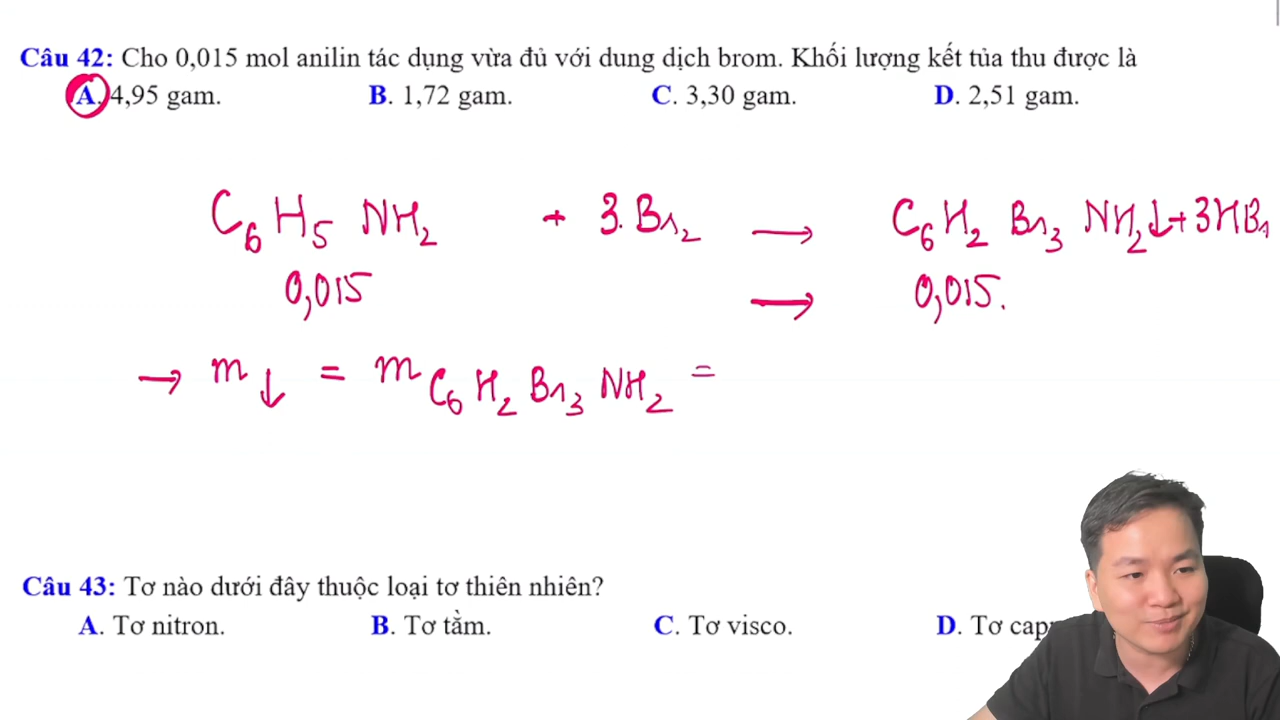 Câu 42: Cho 0,015 mol anilin tác dụng vừa đủ với dung dịch brom. Khối lượng kết tủa thu được là
A. 4,95 gam. B. 1,72 gam. C. 3,30 gam. D. 2,51 gam.
C6H5NH2 + 3.Br2 → C6H2Br3NH2↓ + 3HBr
0,015 → 0,015.
→ m↓ = mC6H2Br3NH2 =
Câu 43: Tơ nào dưới đây thuộc loại tơ thiên nhiên?
A. Tơ nitron. B. Tơ tằm. C. Tơ visco. D. Tơ